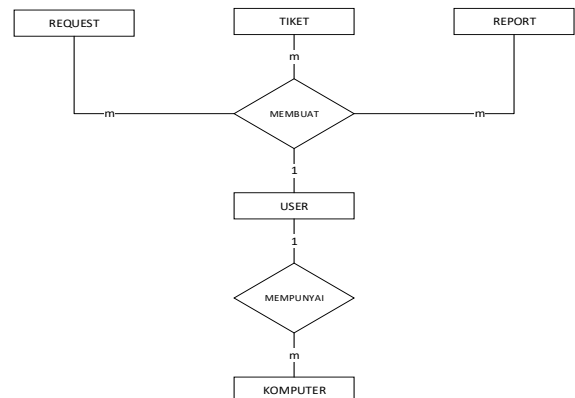 REQUEST
TIKET
REPORT
m
m
MEMBUAT
m
1
USER
1
MEMPUNYAI
m
KOMPUTER